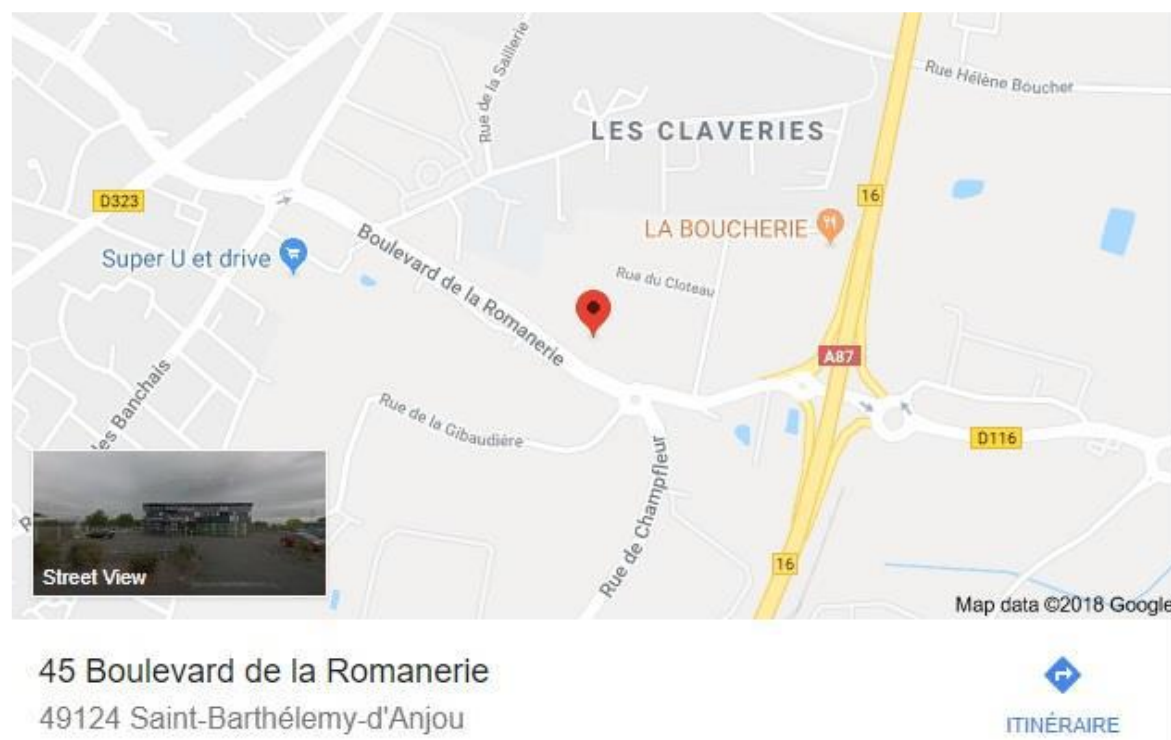 Rue de la Saillerie
Rue Hélène Boucher
LES CLAVERIES
D323
16
LA BOUCHERIE
Super U et drive
Boulevard de la Romanerie
Rue du Cloteau
A87
les Banchais
Rue de la Gibaudière
D116
Rue de Champfleur
16
Street View
Map data ©2018 Google
45 Boulevard de la Romanerie
49124 Saint-Barthélemy-d'Anjou
ITINÉRAIRE